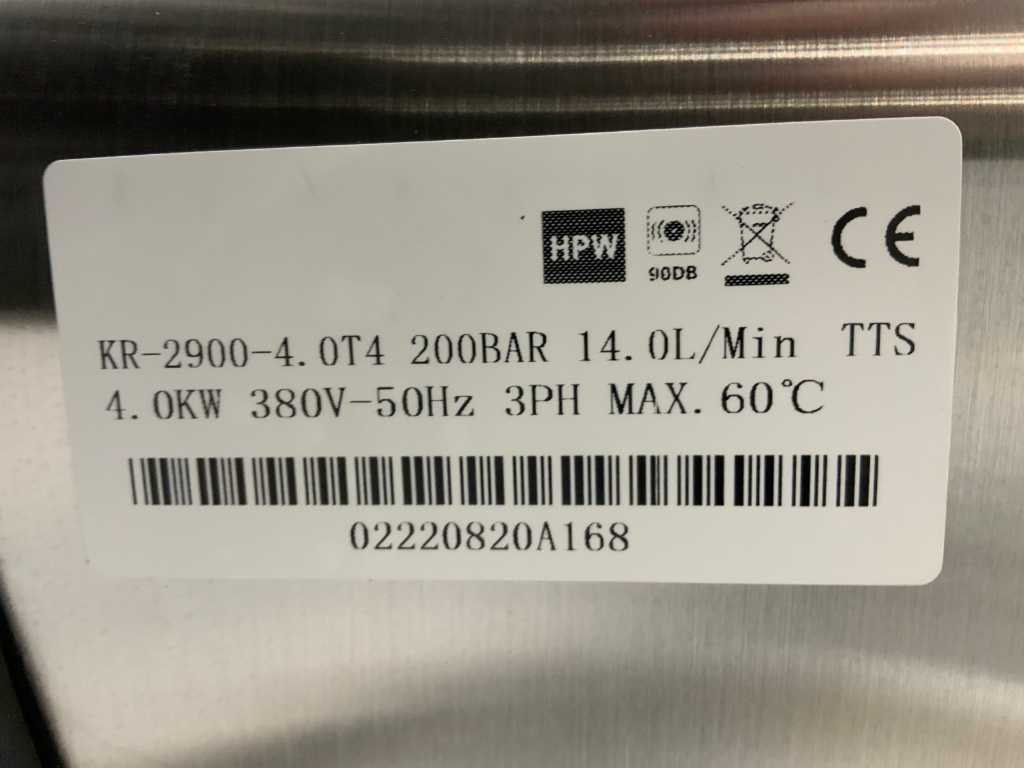 HPW
90DB
CE
KR-2900-4.0T4 200BAR 14.0L/Min TTS
4.0KW 380V-50Hz 3PH MAX. 60℃
02220820A168